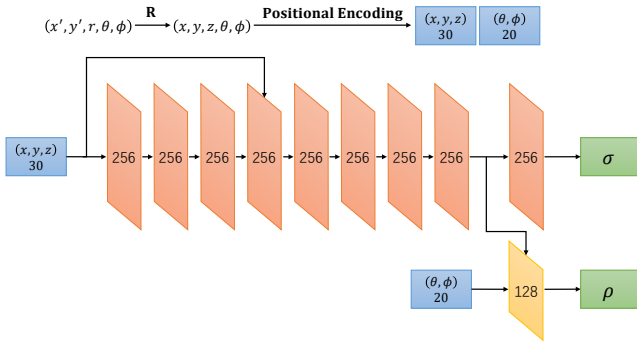 (x′, y′, r, θ, ϕ) R (x, y, z, θ, ϕ) Positional Encoding (x, y, z) (θ, ϕ)
30 20
(x, y, z)
30
256 256 256 256 256 256 256 256 256 σ
(θ, ϕ)
20
128 ρ